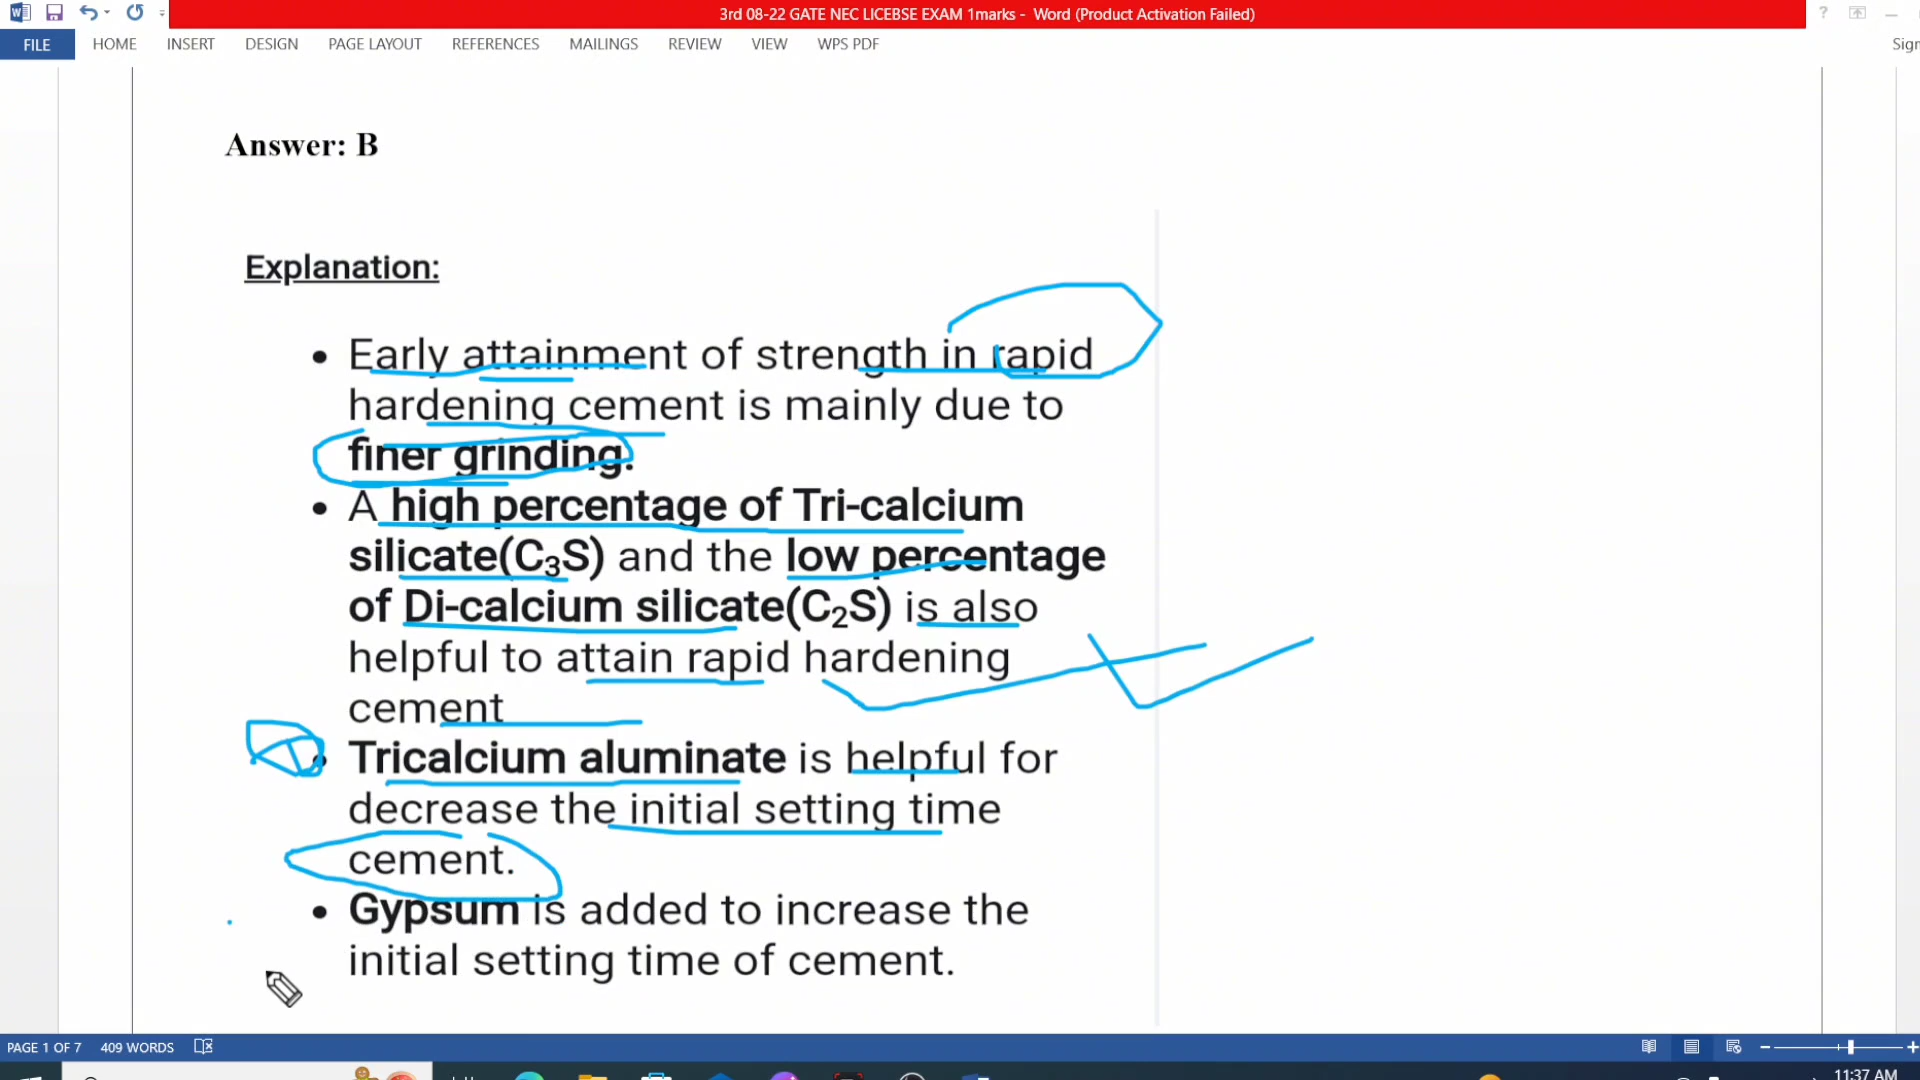 3rd 08-22 GATE NEC LICEBSE EXAM 1marks - Word (Product Activation Failed)
FILE HOME INSERT DESIGN PAGE LAYOUT REFERENCES MAILINGS REVIEW VIEW WPS PDF
Answer: B
Explanation:
• Early attainment of strength in rapid
hardening cement is mainly due to
finer grinding.
• A high percentage of Tri-calcium
silicate(C₃S) and the low percentage
of Di-calcium silicate(C₂S) is also
helpful to attain rapid hardening
cement
• Tricalcium aluminate is helpful for
decrease the initial setting time
cement.
• Gypsum is added to increase the
initial setting time of cement.
PAGE 1 OF 7 409 WORDS
11:37 AM